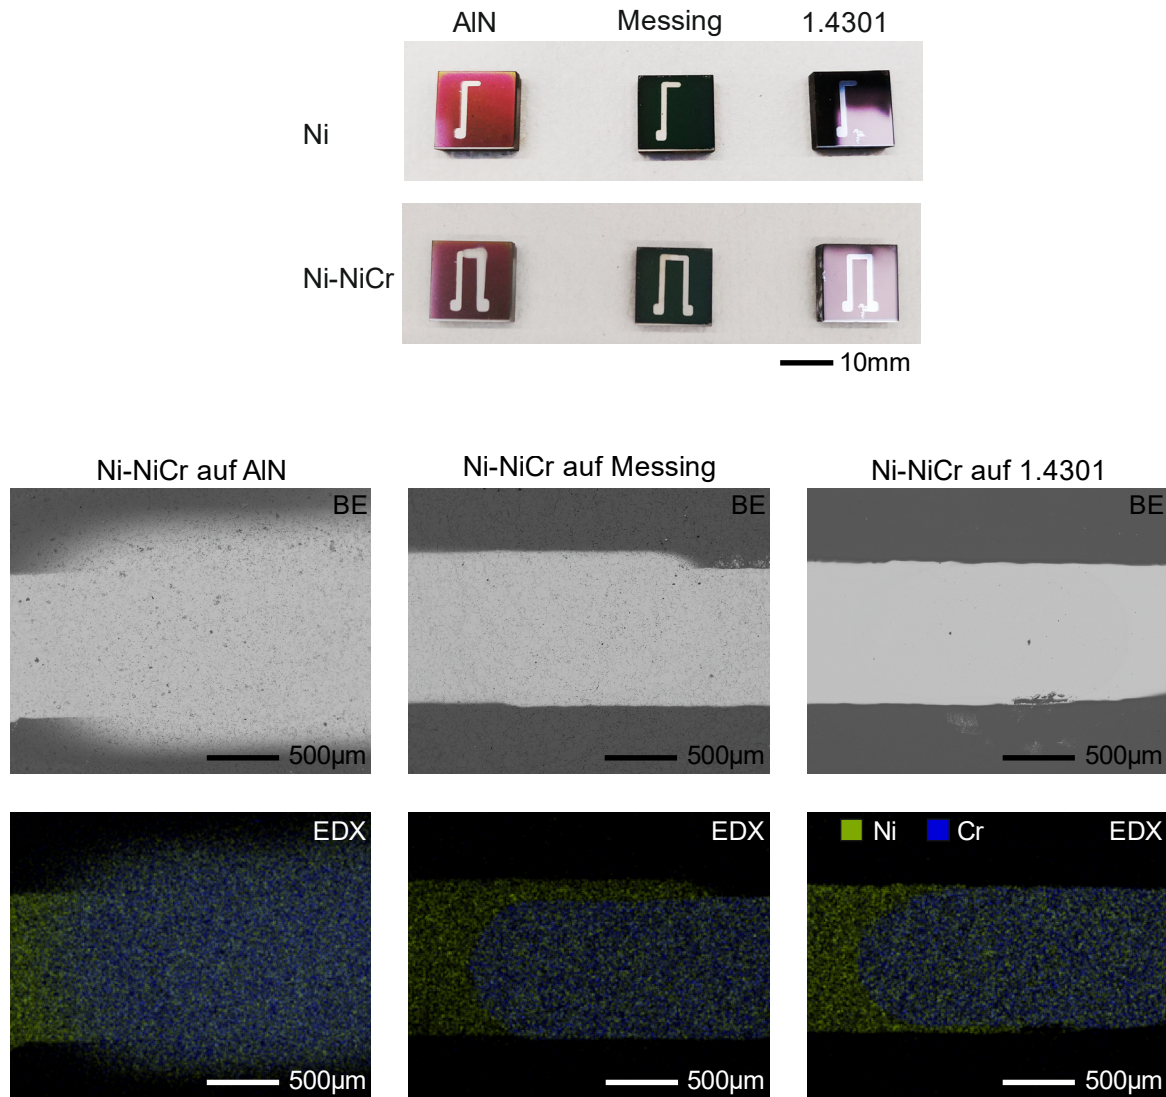 AlN Messing 1.4301
Ni
Ni-NiCr
10mm
Ni-NiCr auf AlN Ni-NiCr auf Messing Ni-NiCr auf 1.4301
BE BE BE
500µm 500µm 500µm
EDX EDX Ni Cr EDX
500µm 500µm 500µm